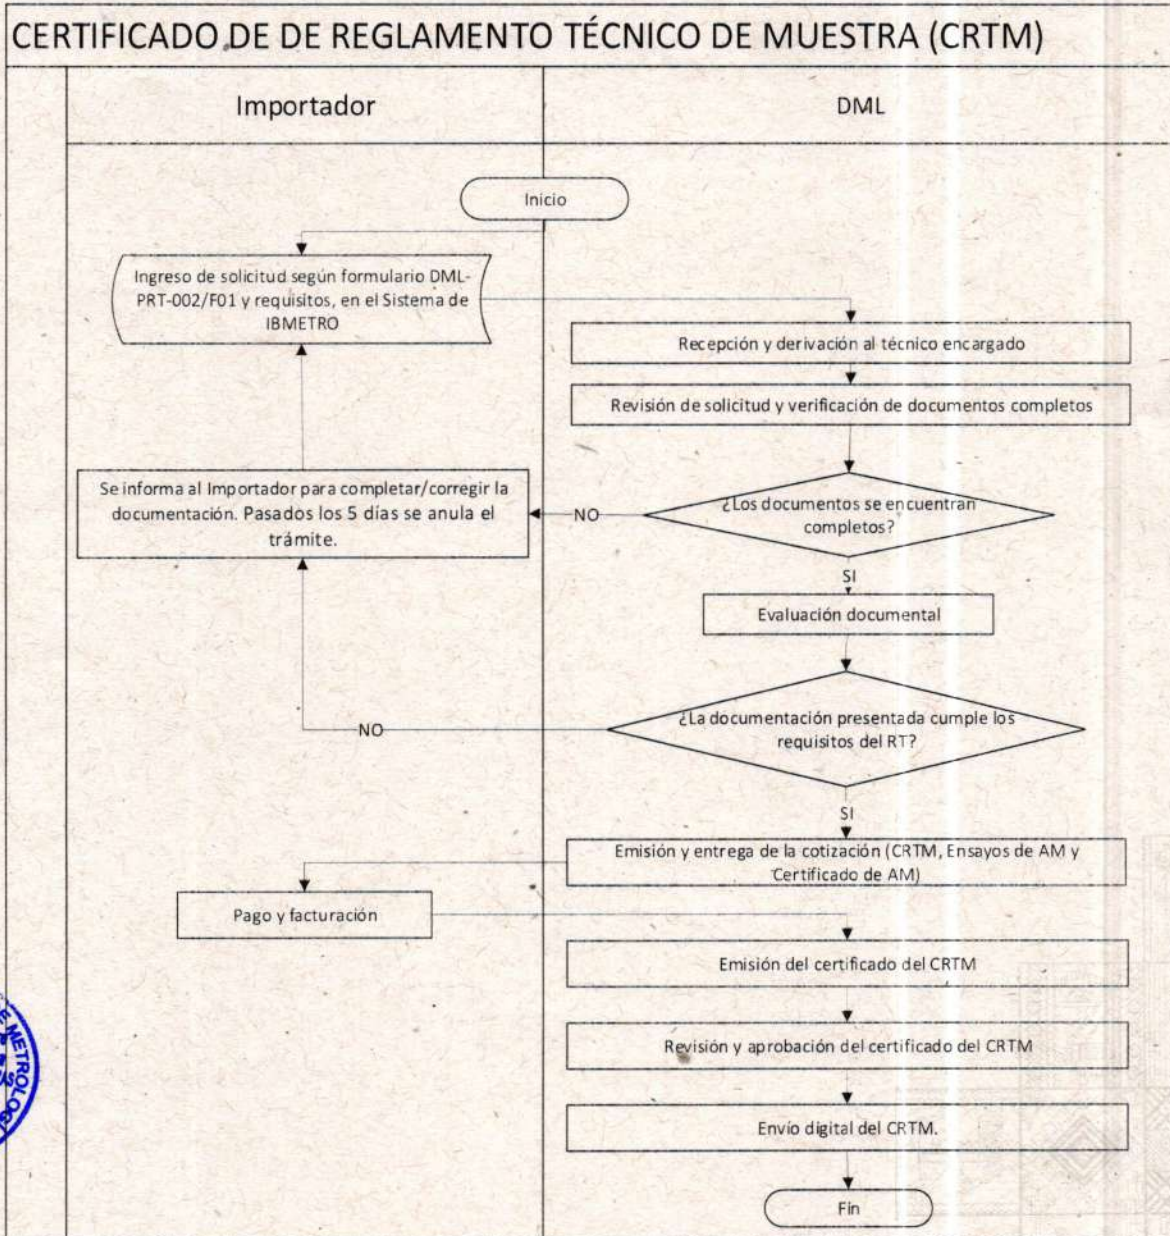 CERTIFICADO DE DE REGLAMENTO TÉCNICO DE MUESTRA (CRTM)
Importador
DML
Inicio
Ingreso de solicitud según formulario DML-
PRT-002/F01 y requisitos, en el Sistema de
IBMETRO
Recepción y derivación al técnico encargado
Revisión de solicitud y verificación de documentos completos
¿Los documentos se encuentran
completos?
NO
Se informa al Importador para completar/corregir la
documentación. Pasados los 5 días se anula el
trámite.
SI
Evaluación documental
¿La documentación presentada cumple los
requisitos del RT?
NO
SI
Emisión y entrega de la cotización (CRTM, Ensayos de AM y
Certificado de AM)
Pago y facturación
Emisión del certificado del CRTM
Revisión y aprobación del certificado del CRTM
Envío digital del CRTM.
Fin